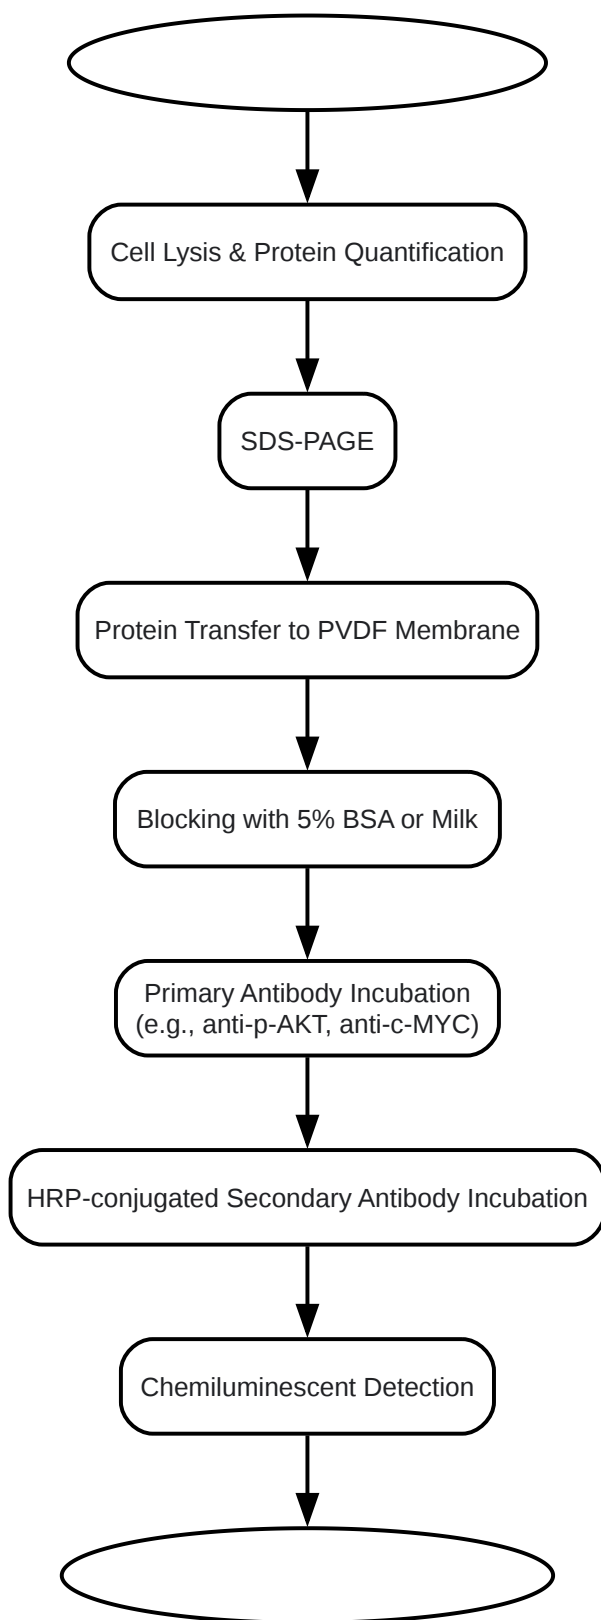 Cell Lysis & Protein Quantification
SDS-PAGE
Protein Transfer to PVDF Membrane
Blocking with 5% BSA or Milk
Primary Antibody Incubation
(e.g., anti-p-AKT, anti-c-MYC)
HRP-conjugated Secondary Antibody Incubation
Chemiluminescent Detection